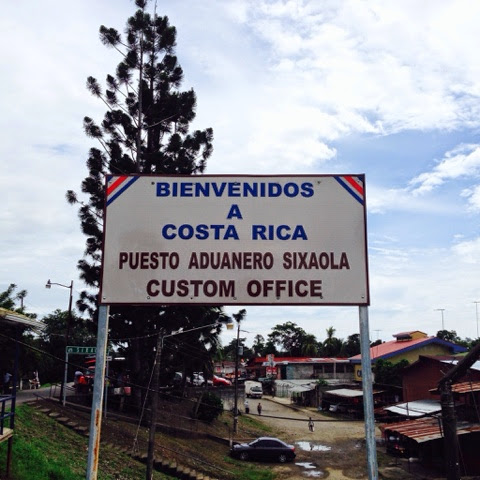 BIENVENIDOS
A
COSTA RICA
PUESTO ADUANERO SIXAOLA
CUSTOM OFFICE